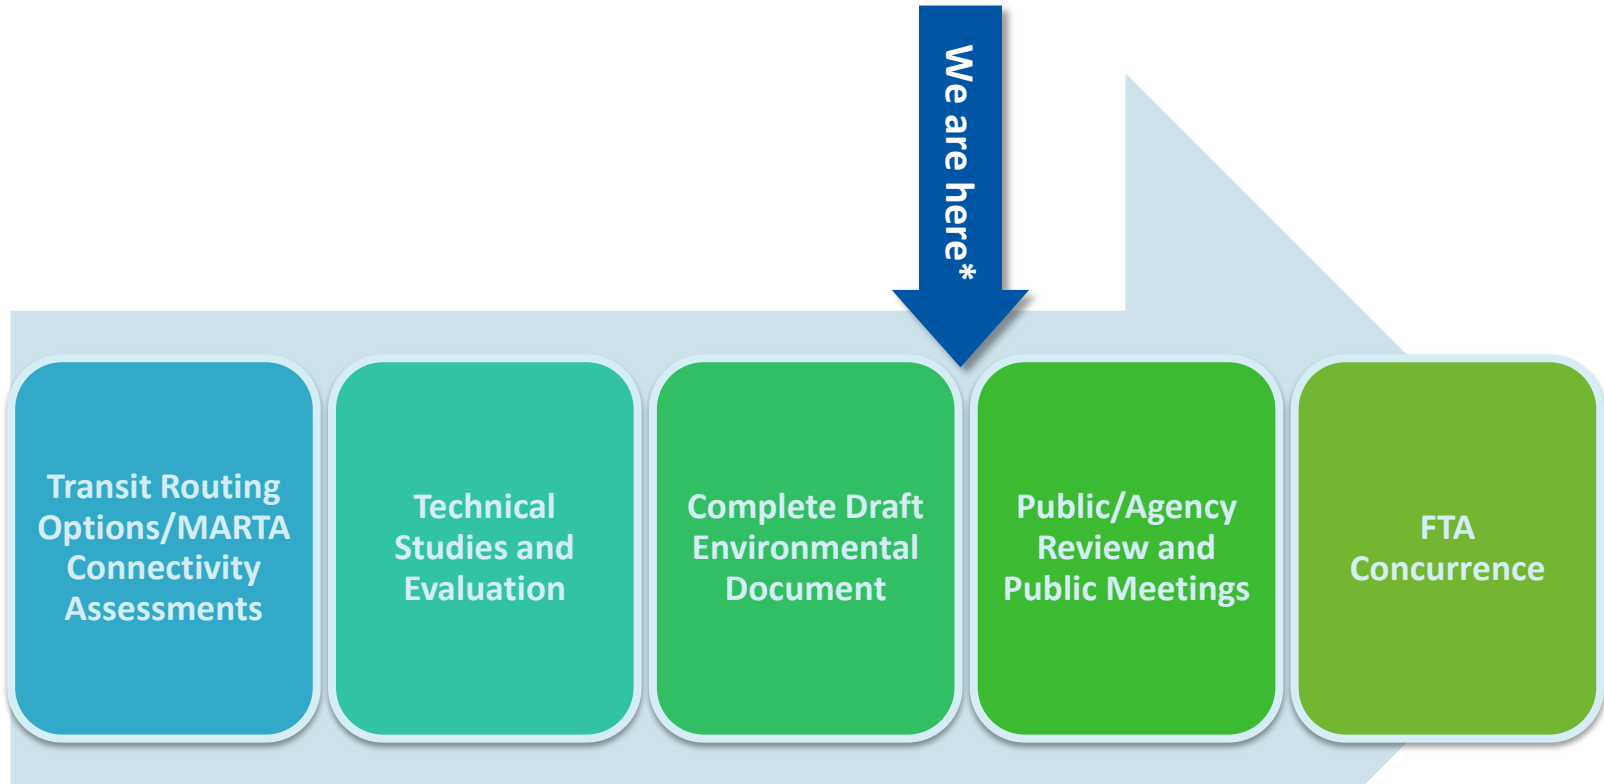 We are here*
Transit Routing
Options/MARTA
Connectivity
Assessments
Technical
Studies and
Evaluation
Complete Draft
Environmental
Document
Public/Agency
Review and
Public Meetings
FTA
Concurrence